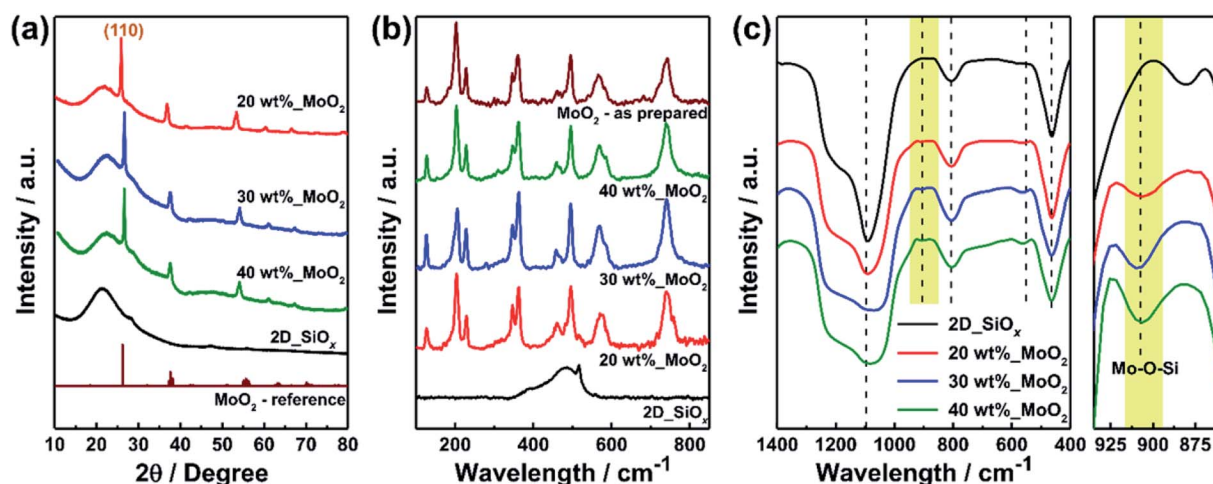 (a)
(110)
20 wt%_MoO₂
30 wt%_MoO₂
40 wt%_MoO₂
2D_SiOₓ
MoO₂ - reference
10 20 30 40 50 60 70 80
2θ / Degree
Intensity / a.u.
(b)
MoO₂ - as prepared
40 wt%_MoO₂
30 wt%_MoO₂
20 wt%_MoO₂
2D_SiOₓ
200 400 600 800
Wavelength / cm⁻¹
Intensity / a.u.
(c)
2D_SiOₓ
20 wt%_MoO₂
30 wt%_MoO₂
40 wt%_MoO₂
Mo-O-Si
1400 1200 1000 800 600 400
925 900 875
Wavelength / cm⁻¹
Intensity / a.u.